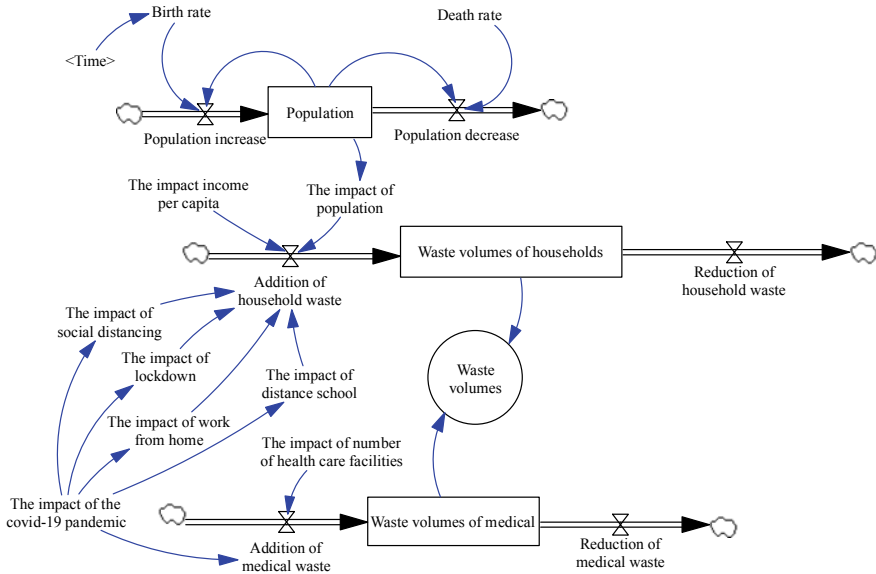 Birth rate
Death rate
<Time>
Population
Population increase
Population decrease
The impact income
per capita
The impact of
population
Waste volumes of households
Addition of
household waste
Reduction of
household waste
The impact of
social distancing
The impact of
lockdown
The impact of
distance school
Waste
volumes
The impact of work
from home
The impact of number
of health care facilities
The impact of the
covid-19 pandemic
Waste volumes of medical
Addition of
medical waste
Reduction of
medical waste